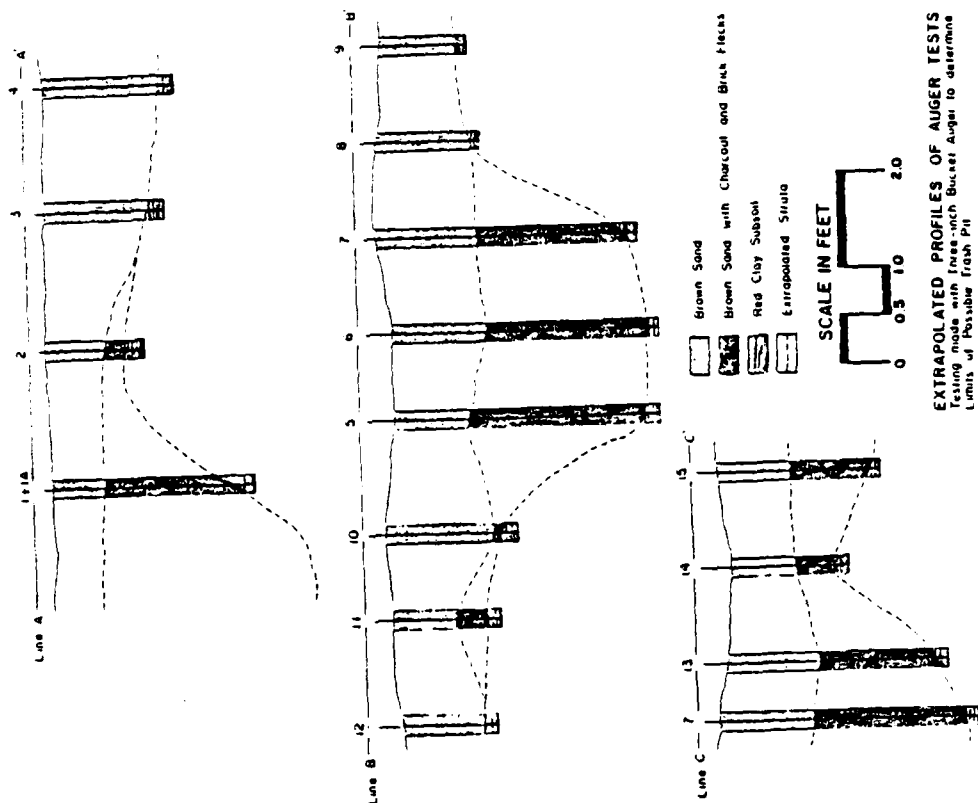 Line A
1+1A
2
3
4
A'
Line B
12
11
10
5
6
7
8
9
B'
Line C
7
13
14
15
C'
Brown Sand
Brown Sand with Charcoal and Brick Flecks
Red Clay Subsoil
Extrapolated Strata
SCALE IN FEET
0 0.5 1.0 2.0
EXTRAPOLATED PROFILES OF AUGER TESTS
Testing made with Three-inch Bucket Auger to determine
Limits of Possible Trash Pit